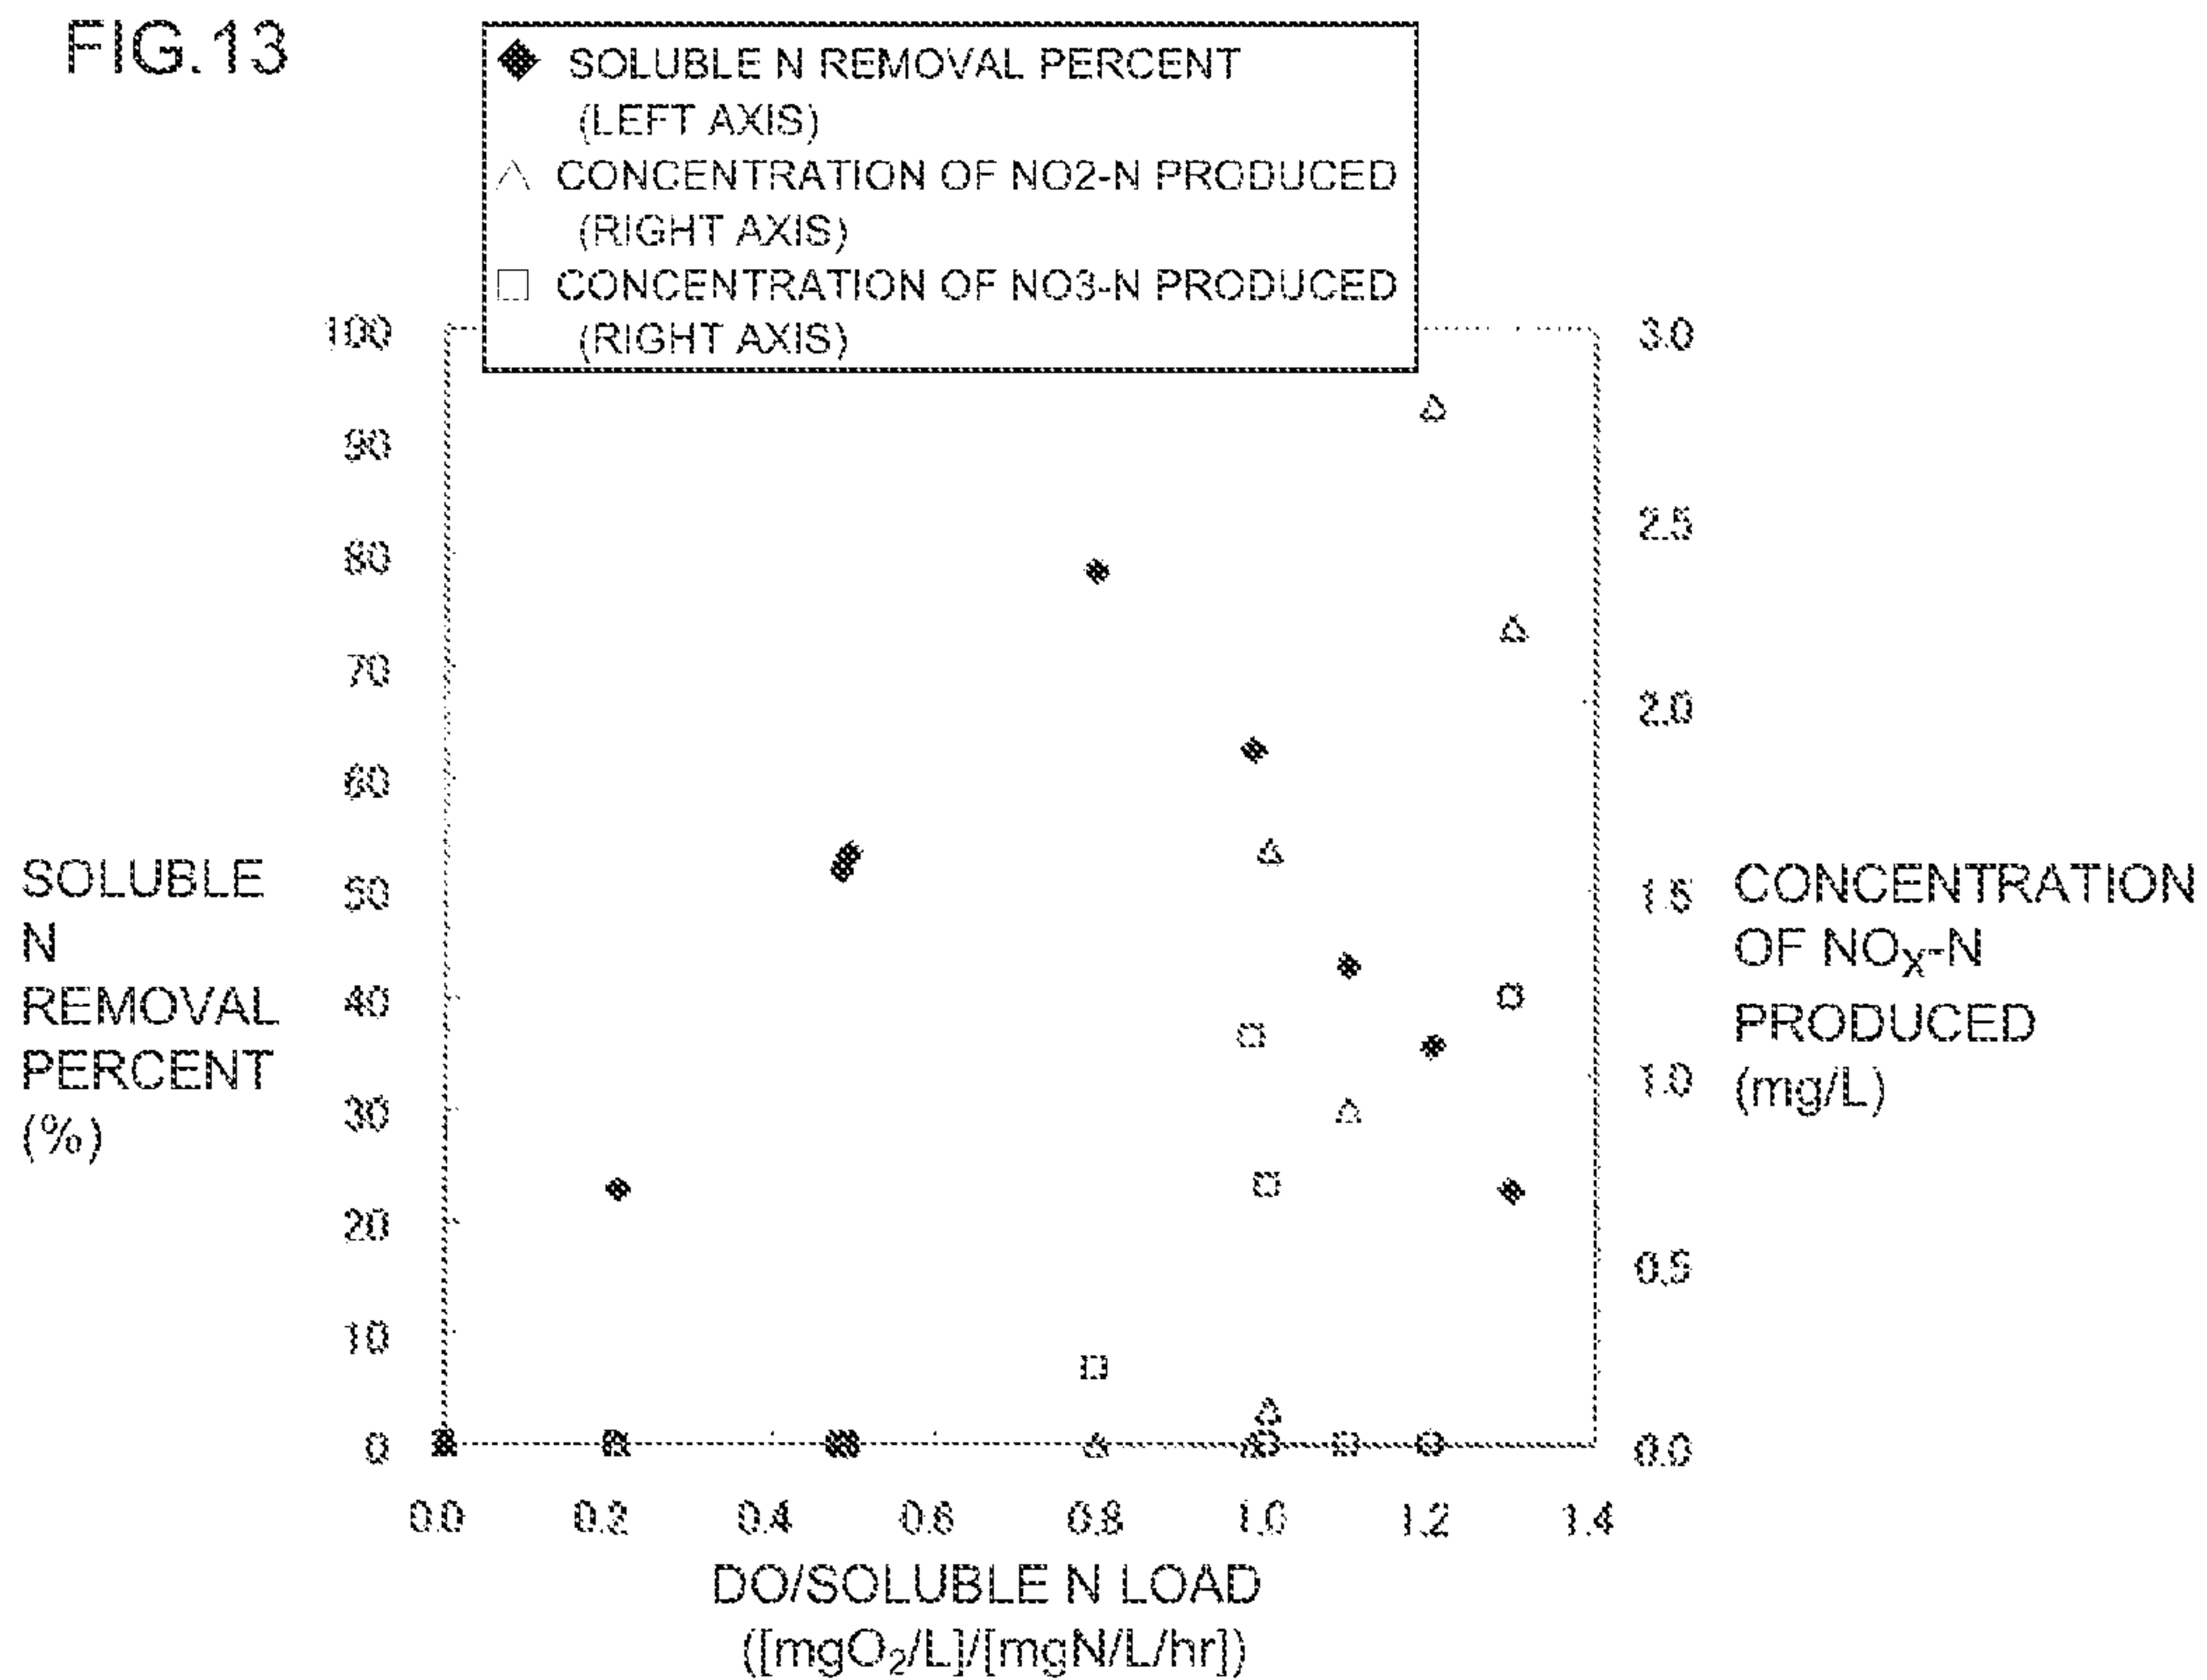 FIG.13
SOLUBLE N REMOVAL PERCENT
(LEFT AXIS)
CONCENTRATION OF NO2-N PRODUCED
(RIGHT AXIS)
CONCENTRATION OF NO3-N PRODUCED
(RIGHT AXIS)
100
90
80
70
60
50
40
30
20
10
0
3.0
2.5
2.0
1.5
1.0
0.5
0.0
SOLUBLE
N
REMOVAL
PERCENT
(%)
CONCENTRATION
OF NOX-N
PRODUCED
(mg/L)
0.0 0.2 0.4 0.6 0.8 1.0 1.2 1.4
DO/SOLUBLE N LOAD
([mgO2/L]/[mgN/L/hr])